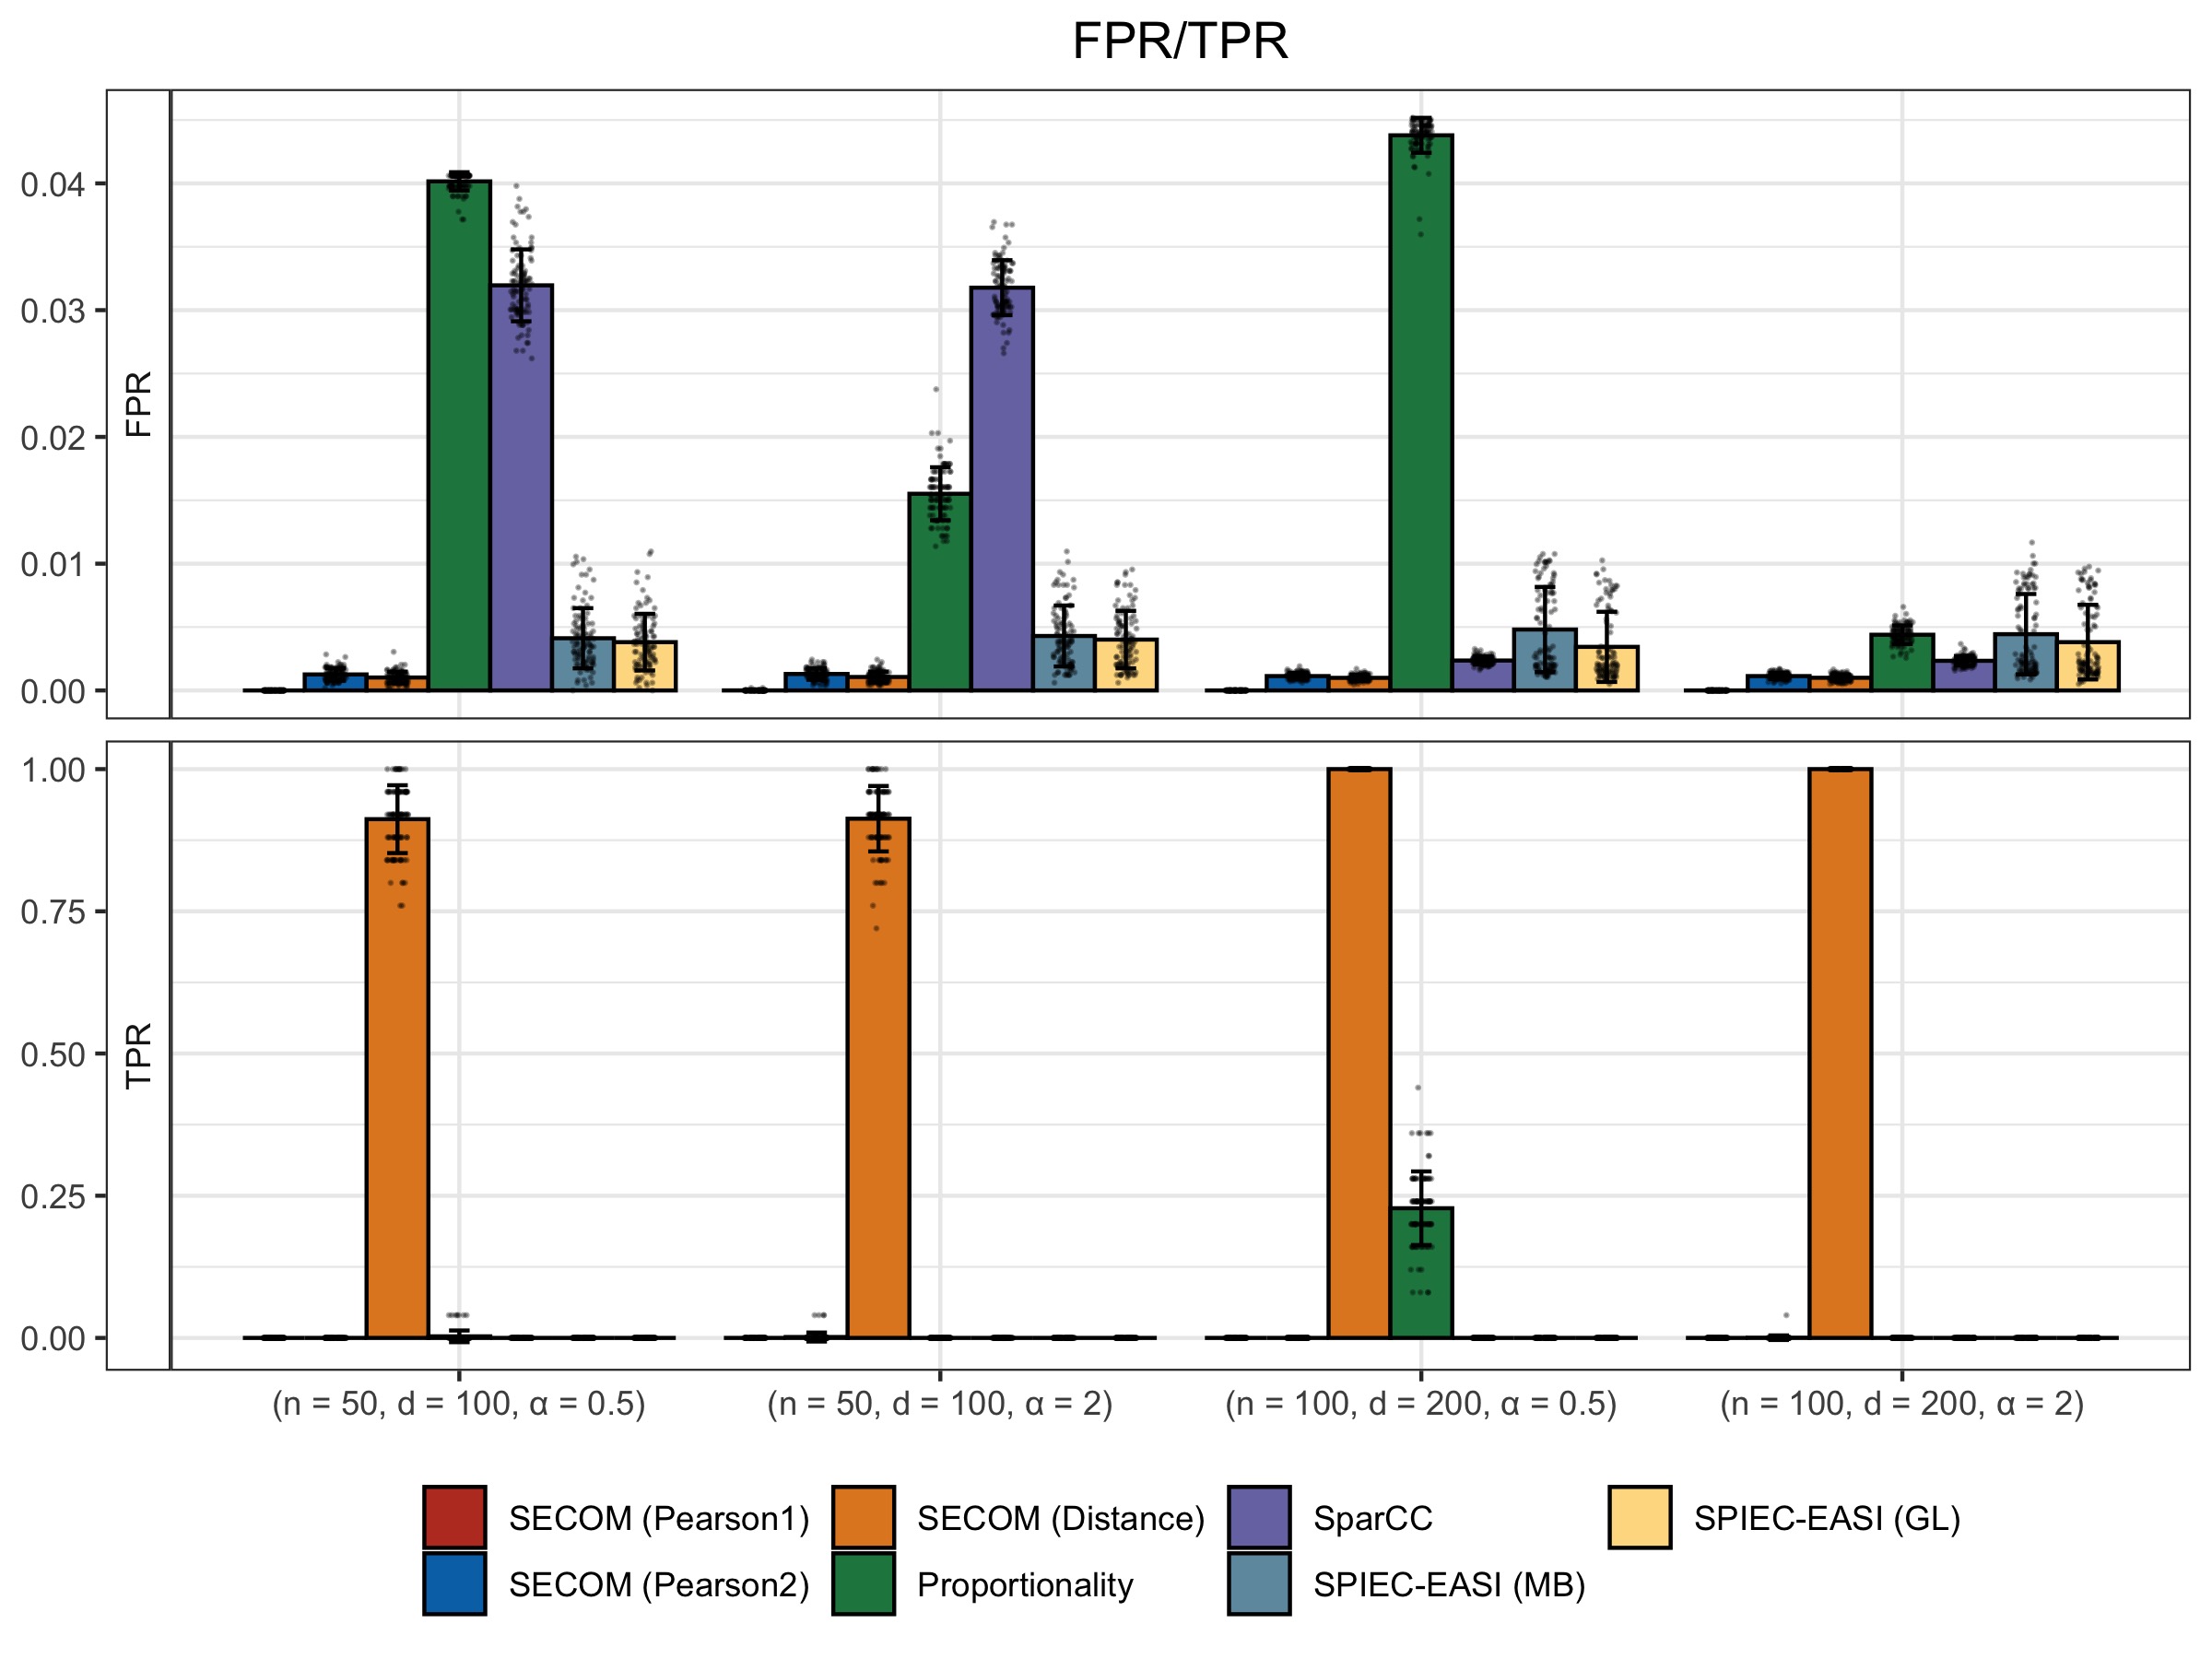 FPR/TPR
FPR
0.04
0.03
0.02
0.01
0.00
TPR
1.00
0.75
0.50
0.25
0.00
(n = 50, d = 100, α = 0.5)
(n = 50, d = 100, α = 2)
(n = 100, d = 200, α = 0.5)
(n = 100, d = 200, α = 2)
SECOM (Pearson1)
SECOM (Distance)
SparCC
SPIEC-EASI (GL)
SECOM (Pearson2)
Proportionality
SPIEC-EASI (MB)